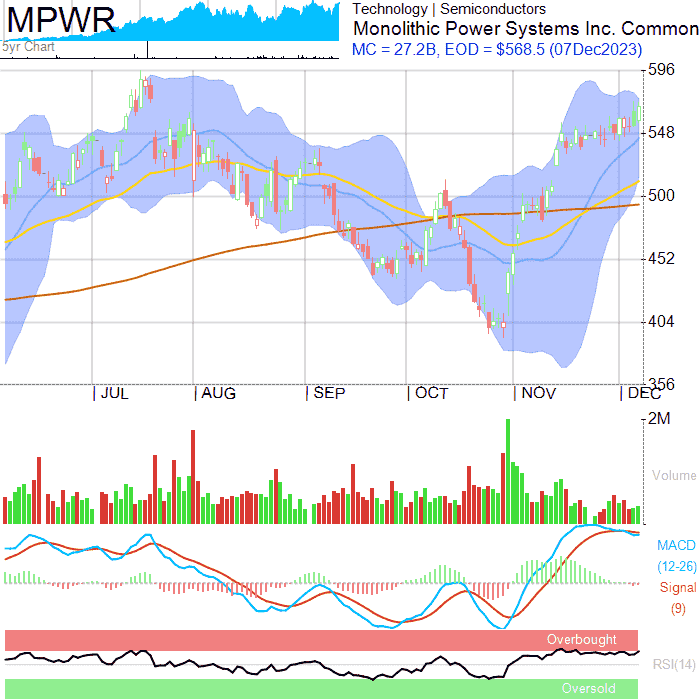 MPWR
5yr Chart
Technology | Semiconductors
Monolithic Power Systems Inc. Common
MC = 27.2B, EOD = $568.5 (07Dec2023)
596
548
500
452
404
356
JUL
AUG
SEP
OCT
NOV
DEC
2M
Volume
MACD
(12-26)
Signal
(9)
Overbought
RSI(14)
Oversold